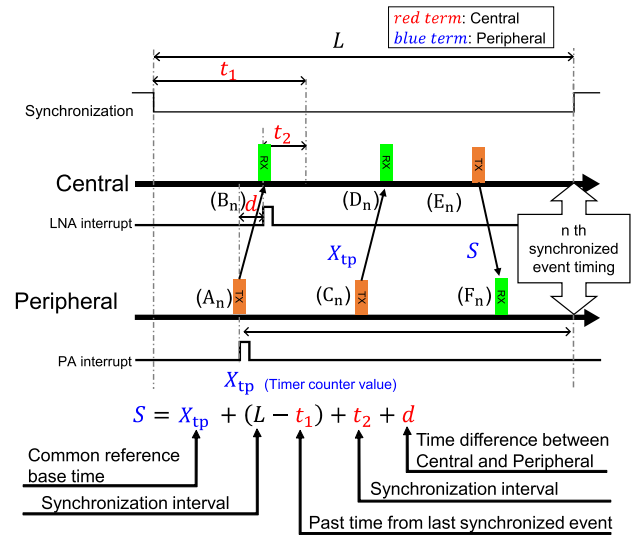 red term: Central
blue term: Peripheral
L
t₁
Synchronization
t₂
RX
RX
TX
Central
(Bₙ)
(Dₙ)
(Eₙ)
d
LNA interrupt
n th
synchronized
event timing
Xtp
S
Peripheral
(Aₙ)
TX
(Cₙ)
TX
(Fₙ)
RX
PA interrupt
Xtp (Timer counter value)
S = Xtp + (L − t₁) + t₂ + d
Common reference
base time
Time difference between
Central and Peripheral
Synchronization interval
Synchronization interval
Past time from last synchronized event